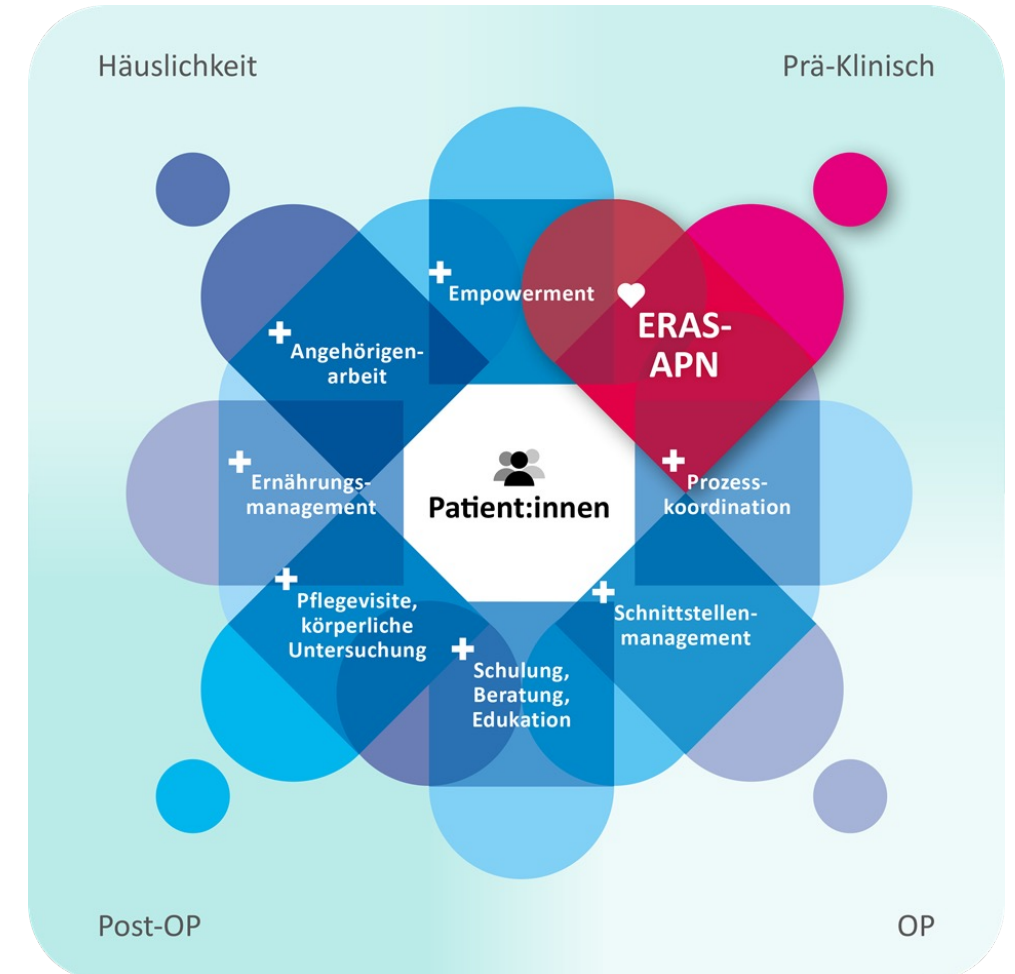 Häuslichkeit
Prä-Klinisch
Empowerment
ERAS-
APN
Angehörigen-
arbeit
Ernährungs-
management
Patient:innen
Prozess-
koordination
Pflegevisite,
körperliche
Untersuchung
Schnittstellen-
management
Schulung,
Beratung,
Edukation
Post-OP
OP